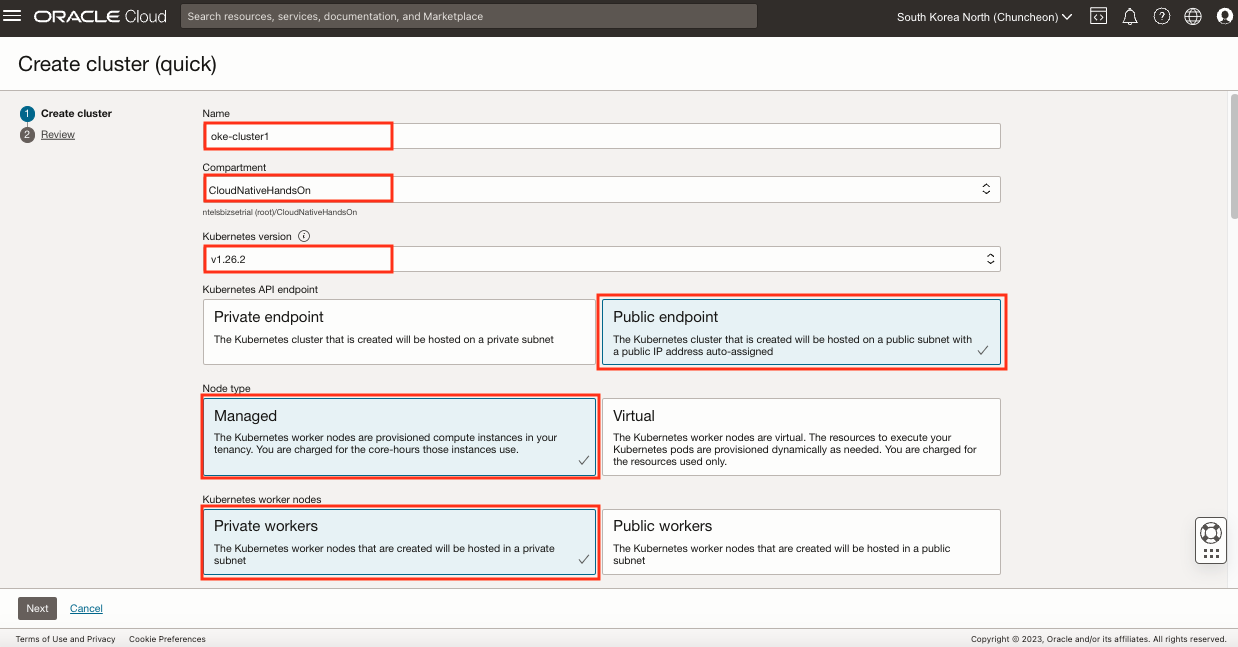 ORACLE Cloud
Search resources, services, documentation, and Marketplace
South Korea North (Chuncheon)
Create cluster (quick)
1 Create cluster
2 Review
Name
oke-cluster1
Compartment
CloudNativeHandsOn
ntelsbizsetrial (root)/CloudNativeHandsOn
Kubernetes version
v1.26.2
Kubernetes API endpoint
Private endpoint
The Kubernetes cluster that is created will be hosted on a private subnet
Public endpoint
The Kubernetes cluster that is created will be hosted on a public subnet with
a public IP address auto-assigned
Node type
Managed
The Kubernetes worker nodes are provisioned compute instances in your
tenancy. You are charged for the core-hours those instances use.
Virtual
The Kubernetes worker nodes are virtual. The resources to execute your
Kubernetes pods are provisioned dynamically as needed. You are charged for
the resources used only.
Kubernetes worker nodes
Private workers
The Kubernetes worker nodes that are created will be hosted in a private
subnet
Public workers
The Kubernetes worker nodes that are created will be hosted in a public
subnet
Next
Cancel
Terms of Use and Privacy
Cookie Preferences
Copyright © 2023, Oracle and/or its affiliates. All rights reserved.